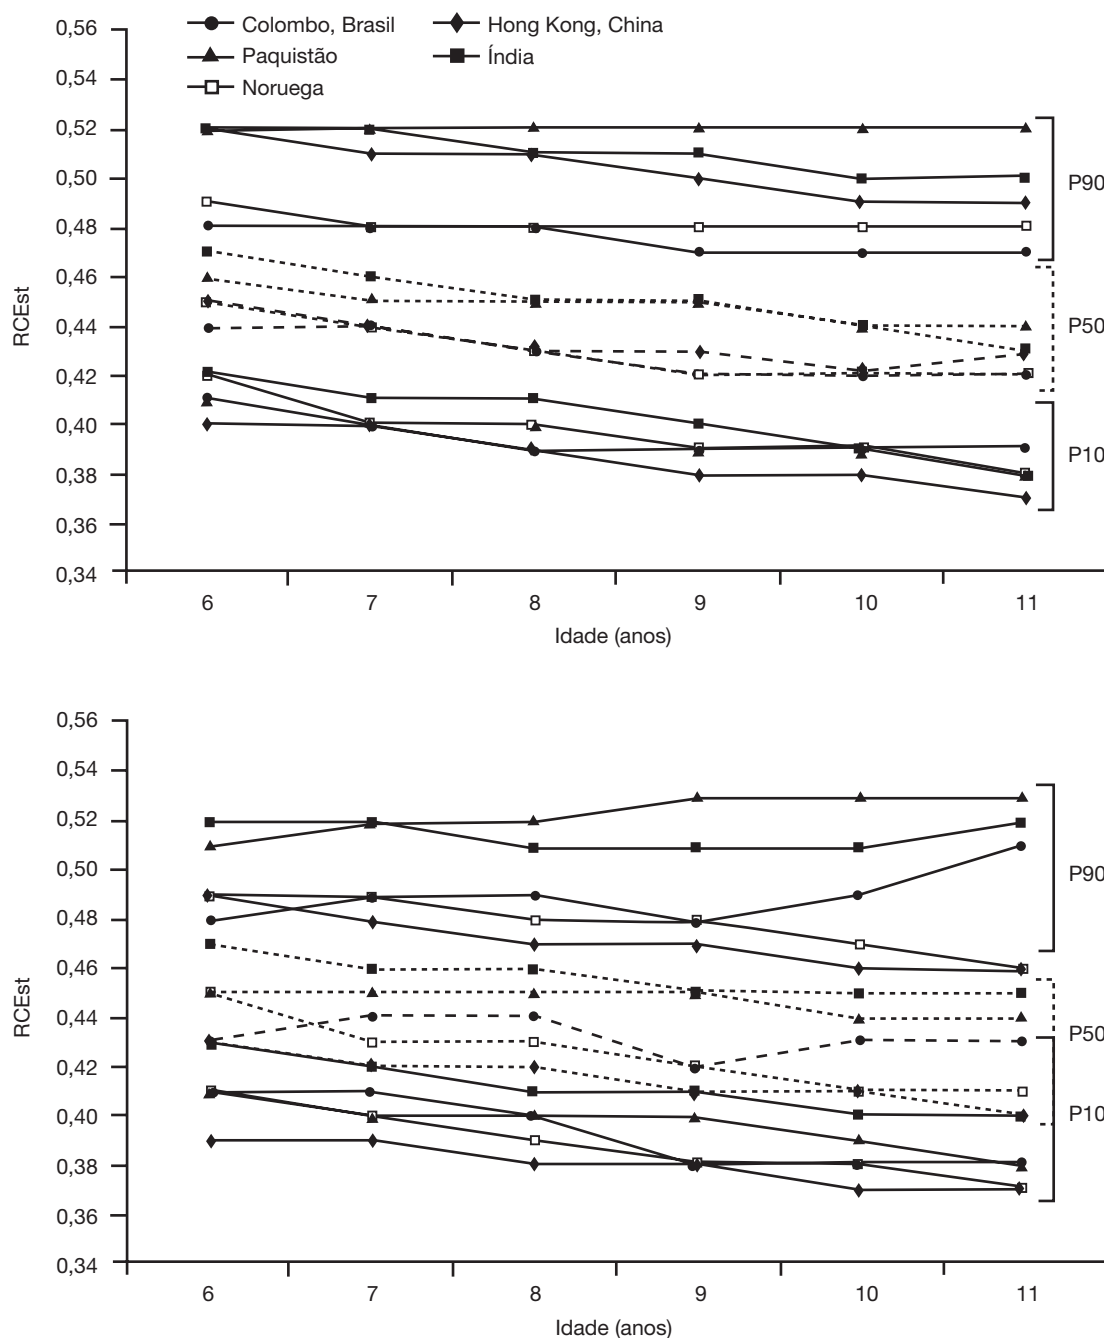 Colombo, Brasil
Hong Kong, China
Paquistão
Índia
Noruega
RCEst
0,56
0,54
0,52
0,50
0,48
0,46
0,44
0,42
0,40
0,38
0,36
0,34
P90
P50
P10
6 7 8 9 10 11
Idade (anos)
RCEst
0,56
0,54
0,52
0,50
0,48
0,46
0,44
0,42
0,40
0,38
0,36
0,34
P90
P50
P10
6 7 8 9 10 11
Idade (anos)